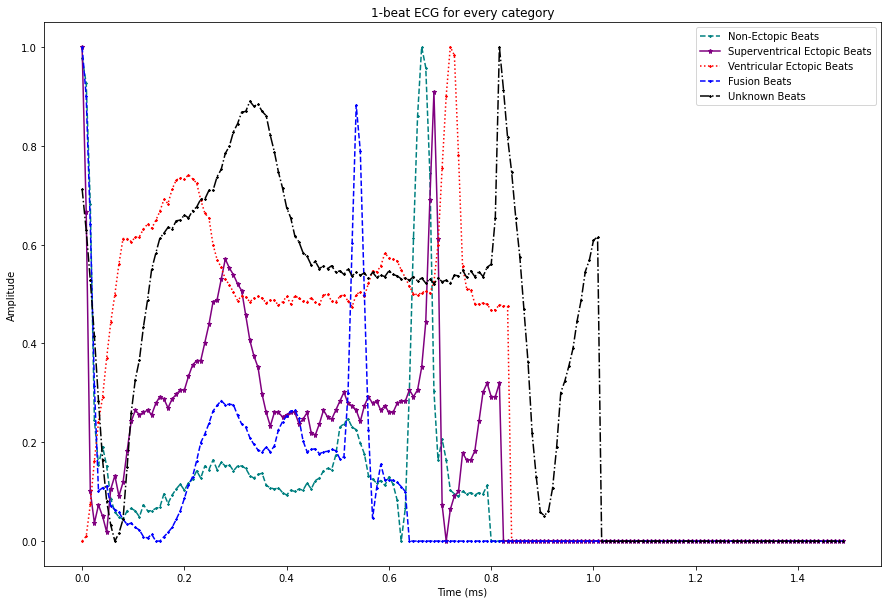 1-beat ECG for every category
Non-Ectopic Beats
Superventrical Ectopic Beats
Ventricular Ectopic Beats
Fusion Beats
Unknown Beats
Amplitude
1.0
0.8
0.6
0.4
0.2
0.0
0.0 0.2 0.4 0.6 0.8 1.0 1.2 1.4
Time (ms)